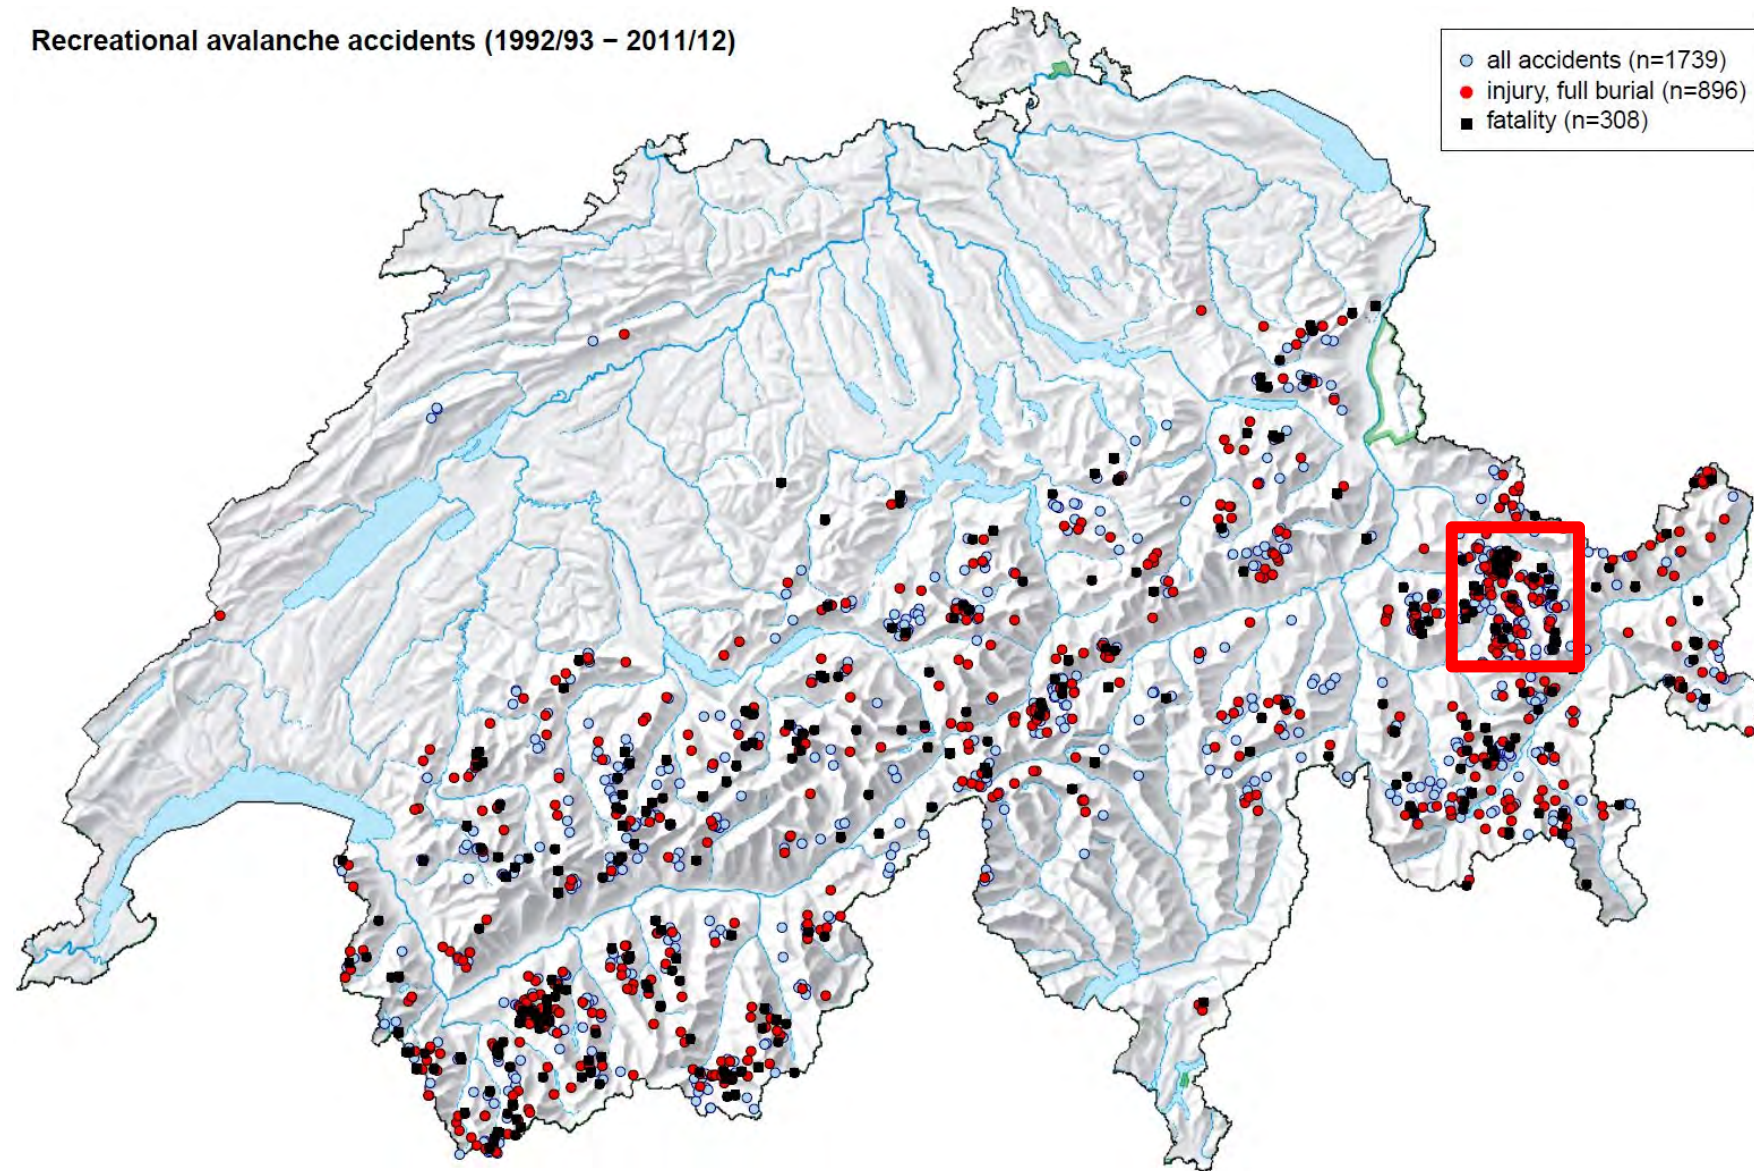 Recreational avalanche accidents (1992/93 − 2011/12)
all accidents (n=1739)
injury, full burial (n=896)
fatality (n=308)